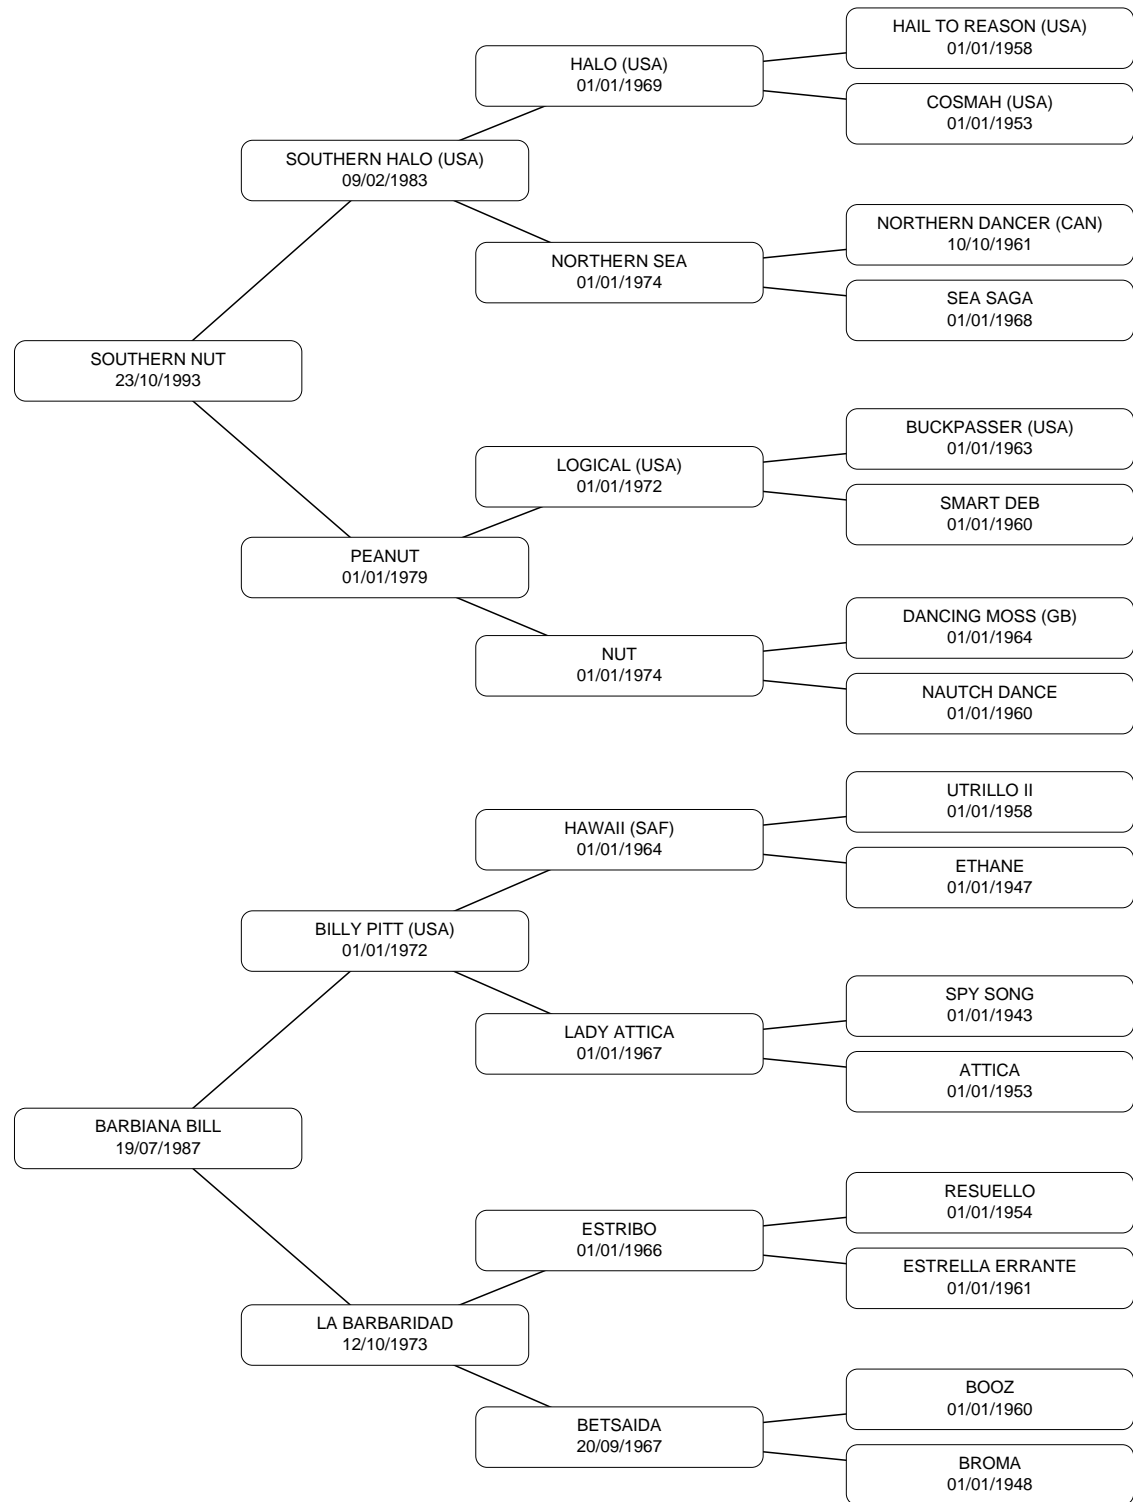 HAIL TO REASON (USA)
01/01/1958
HALO (USA)
01/01/1969
COSMAH (USA)
01/01/1953
SOUTHERN HALO (USA)
09/02/1983
NORTHERN DANCER (CAN)
10/10/1961
NORTHERN SEA
01/01/1974
SEA SAGA
01/01/1968
SOUTHERN NUT
23/10/1993
BUCKPASSER (USA)
01/01/1963
LOGICAL (USA)
01/01/1972
SMART DEB
01/01/1960
PEANUT
01/01/1979
DANCING MOSS (GB)
01/01/1964
NUT
01/01/1974
NAUTCH DANCE
01/01/1960
UTRILLO II
01/01/1958
HAWAII (SAF)
01/01/1964
ETHANE
01/01/1947
BILLY PITT (USA)
01/01/1972
SPY SONG
01/01/1943
LADY ATTICA
01/01/1967
ATTICA
01/01/1953
BARBIANA BILL
19/07/1987
RESUELLO
01/01/1954
ESTRIBO
01/01/1966
ESTRELLA ERRANTE
01/01/1961
LA BARBARIDAD
12/10/1973
BOOZ
01/01/1960
BETSAIDA
20/09/1967
BROMA
01/01/1948